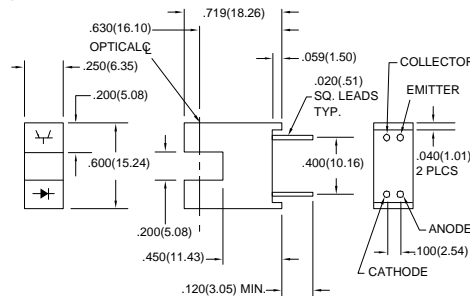 .719(18.26)
.630(16.10)
OPTICAL℄
.250(6.35)
.200(5.08)
.059(1.50)
.020(.51)
SQ. LEADS
TYP.
COLLECTOR
EMITTER
.600(15.24)
.400(10.16)
.040(1.01)
2 PLCS
.200(5.08)
.450(11.43)
ANODE
.100(2.54)
CATHODE
.120(3.05) MIN.